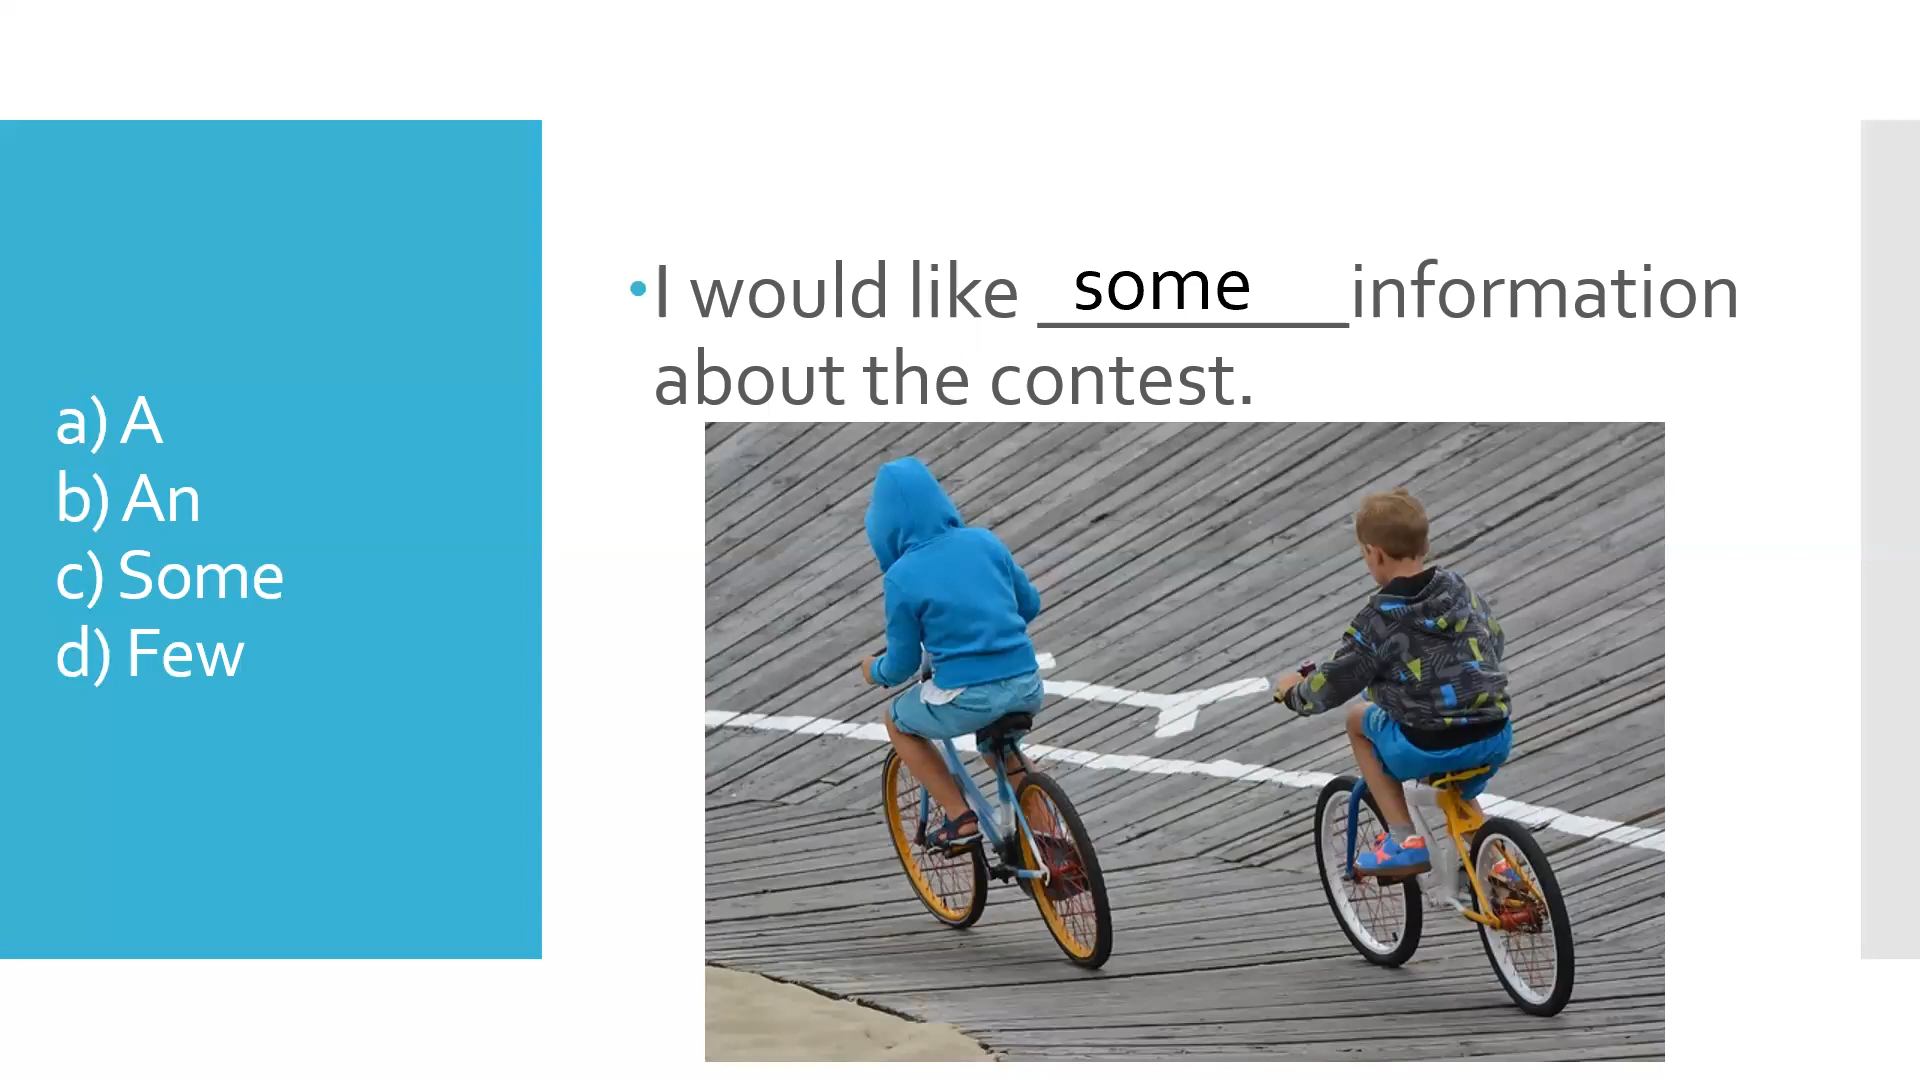 a) A
b) An
c) Some
d) Few
• I would like some information
about the contest.